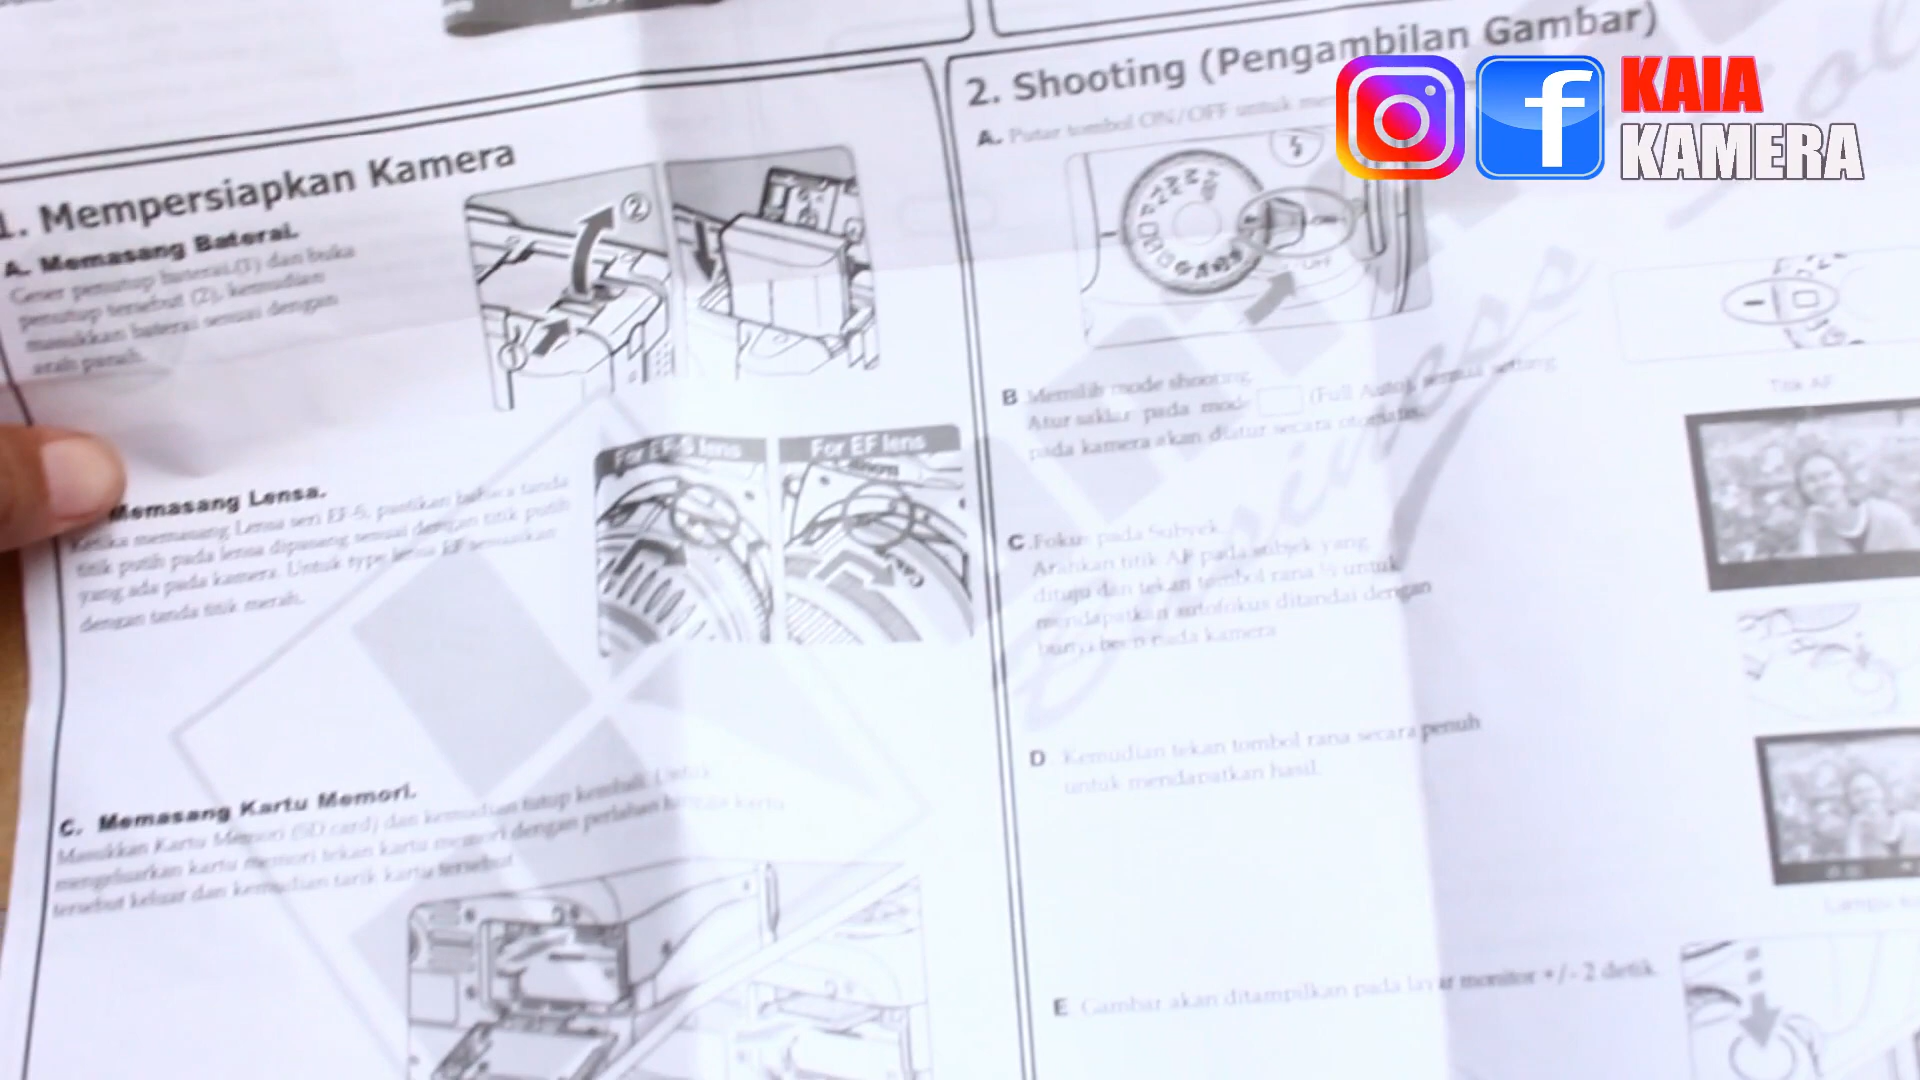 1. Mempersiapkan Kamera
A. Memasang Baterai.
Geser penutup baterai (1) dan buka
penutup tersebut (2), kemudian
masukkan baterai sesuai dengan
arah panah.
1
2
Memasang Lensa.
Ketika memasang Lensa seri EF-S, pastikan bahwa tanda
titik putih pada lensa dipasang sesuai dengan titik putih
yang ada pada kamera. Untuk type lensa EF sesuaikan
dengan tanda titik merah.
For EF-S lens
For EF lens
C. Memasang Kartu Memori.
Masukkan Kartu Memori (SD card) dan kemudian tutup kembali. Untuk
mengeluarkan kartu memori tekan kartu memori dengan perlahan hingga kartu
tersebut keluar dan kemudian tarik kartu tersebut
2. Shooting (Pengambilan Gambar)
A. Putar tombol ON/OFF untuk
B Memilih mode shooting
Atur saklar pada mode (Full Auto), semua setting
pada kamera akan diatur secara otomatis.
Titik AF
C. Fokus pada Subyek
Arahkan titik AF pada subjek yang
dituju dan tekan tombol rana ½ untuk
mendapatkan autofokus ditandai dengan
bunyi beep pada kamera
D Kemudian tekan tombol rana secara penuh
untuk mendapatkan hasil.
Lampu
E Gambar akan ditampilkan pada layar monitor +/- 2 detik
KAIA
KAMERA